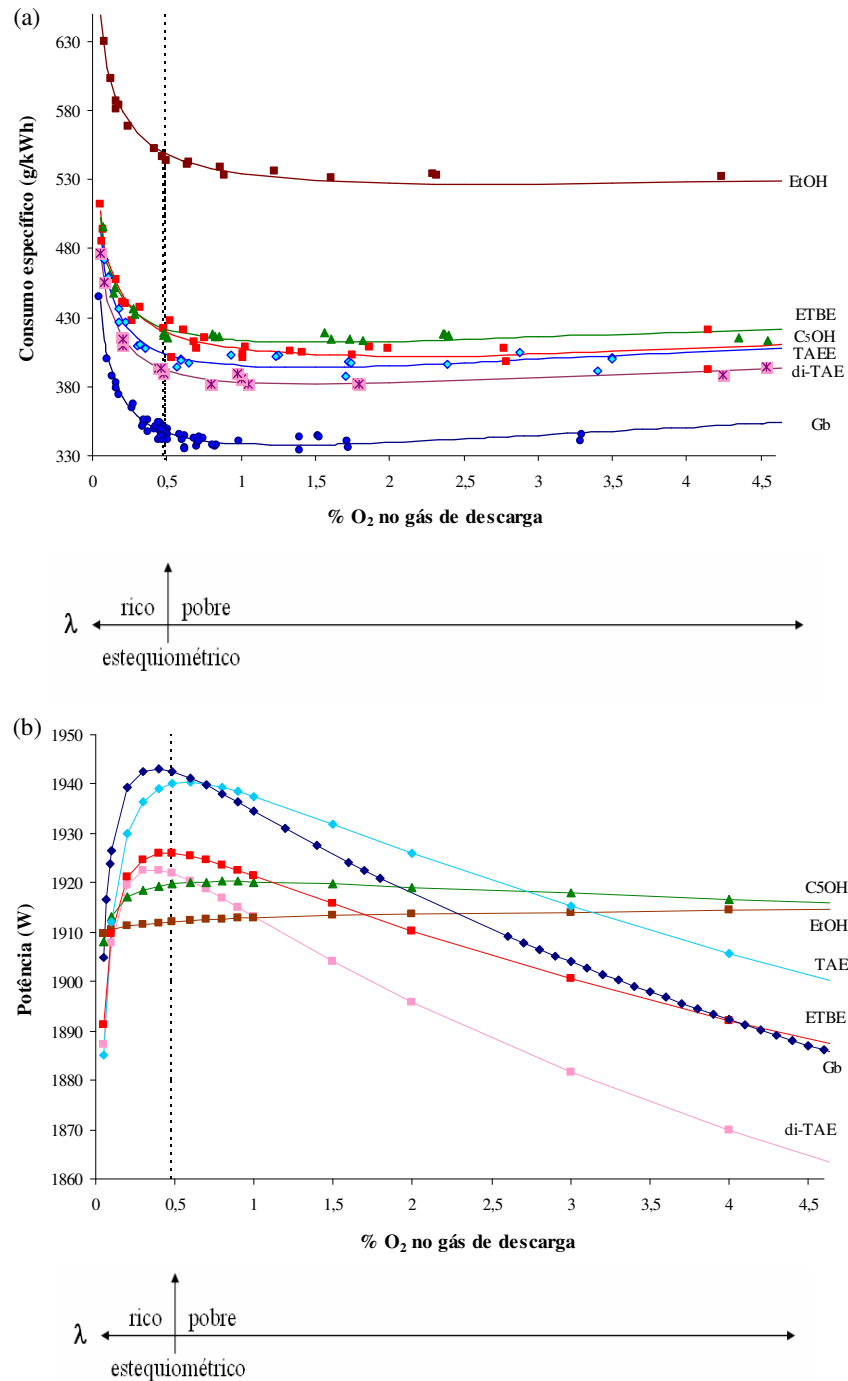 (a)
630
580
530
480
430
380
330
Consumo específico (g/kWh)
EtOH
ETBE
C5OH
TAEE
di-TAE
Gb
0 0,5 1 1,5 2 2,5 3 3,5 4 4,5
% O2 no gás de descarga
rico pobre
λ
estequiométrico
(b)
1950
1940
1930
1920
1910
1900
1890
1880
1870
1860
Potência (W)
C5OH
EtOH
TAE
ETBE
Gb
di-TAE
0 0,5 1 1,5 2 2,5 3 3,5 4 4,5
% O2 no gás de descarga
rico pobre
λ
estequiométrico